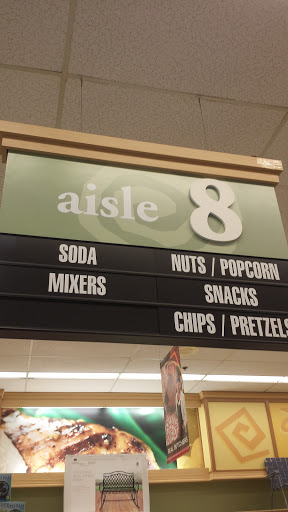 aisle 8
SODA NUTS / POPCORN
MIXERS SNACKS
CHIPS / PRETZELS